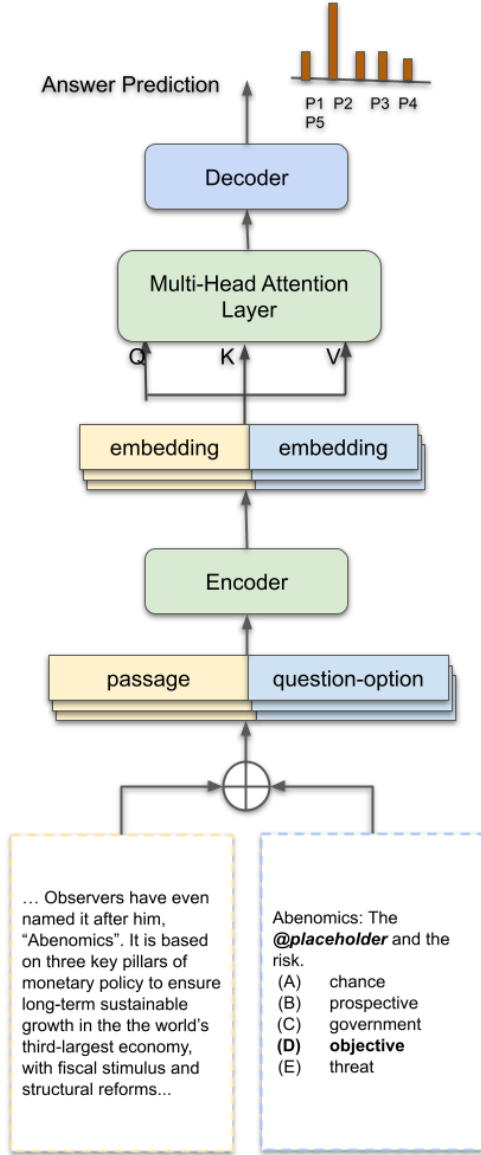 Answer Prediction
P1 P2 P3 P4
P5
Decoder
Multi-Head Attention
Layer
Q K V
embedding embedding
Encoder
passage question-option
… Observers have even
named it after him,
“Abenomics”. It is based
on three key pillars of
monetary policy to ensure
long-term sustainable
growth in the the world’s
third-largest economy,
with fiscal stimulus and
structural reforms...
Abenomics: The
@placeholder and the
risk.
(A) chance
(B) prospective
(C) government
(D) objective
(E) threat